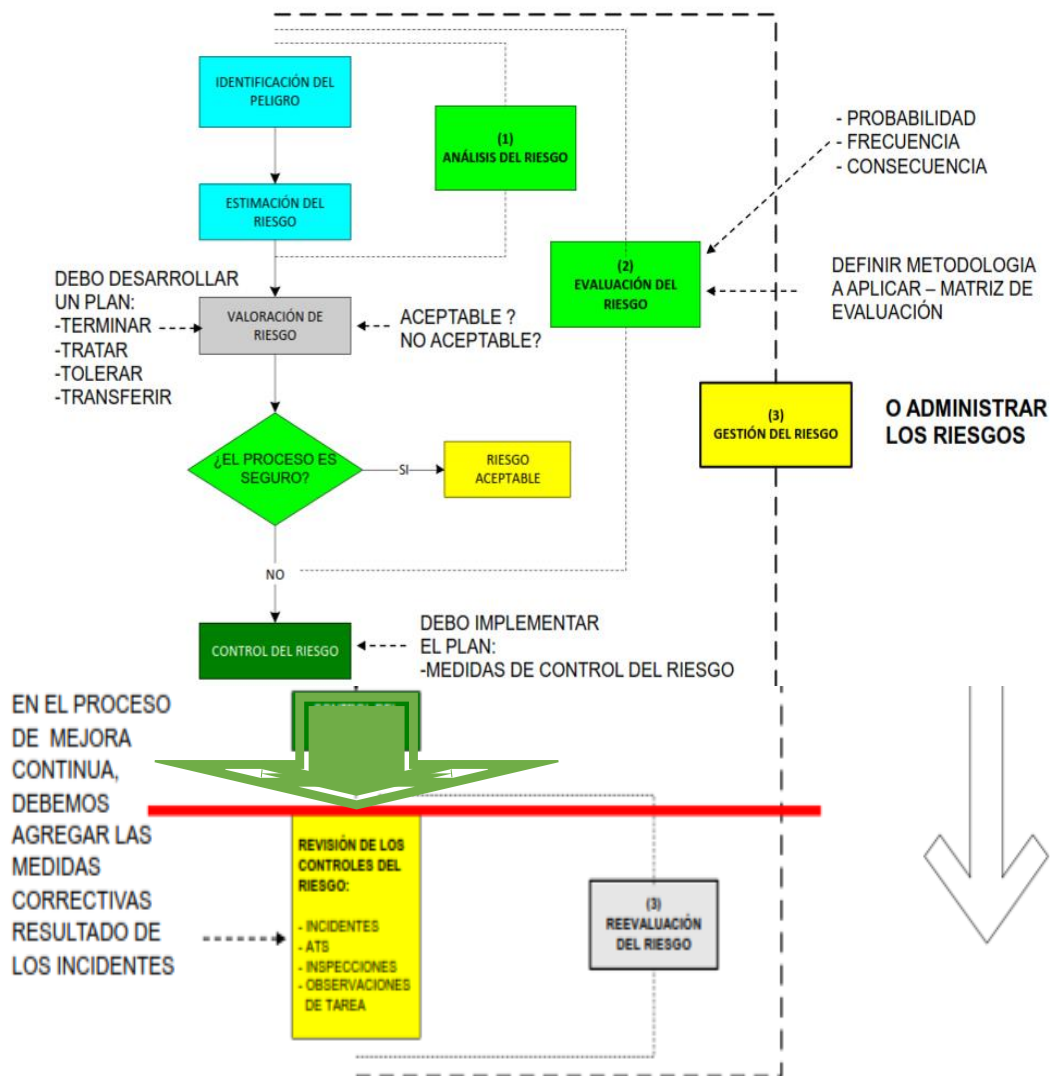 IDENTIFICACIÓN DEL
PELIGRO
(1)
ANÁLISIS DEL RIESGO
- PROBABILIDAD
- FRECUENCIA
- CONSECUENCIA
ESTIMACIÓN DEL
RIESGO
DEBO DESARROLLAR
UN PLAN:
-TERMINAR
-TRATAR
-TOLERAR
-TRANSFERIR
VALORACIÓN DE
RIESGO
ACEPTABLE ?
NO ACEPTABLE?
(2)
EVALUACIÓN DEL
RIESGO
DEFINIR METODOLOGIA
A APLICAR – MATRIZ DE
EVALUACIÓN
(3)
GESTIÓN DEL RIESGO
O ADMINISTRAR
LOS RIESGOS
¿EL PROCESO ES
SEGURO?
SI
RIESGO
ACEPTABLE
NO
CONTROL DEL RIESGO
DEBO IMPLEMENTAR
EL PLAN:
-MEDIDAS DE CONTROL DEL RIESGO
EN EL PROCESO
DE MEJORA
CONTINUA,
DEBEMOS
AGREGAR LAS
MEDIDAS
CORRECTIVAS
RESULTADO DE
LOS INCIDENTES
REVISIÓN DE LOS
CONTROLES DEL
RIESGO:
- INCIDENTES
- ATS
- INSPECCIONES
- OBSERVACIONES
DE TAREA
(3)
REEVALUACIÓN
DEL RIESGO